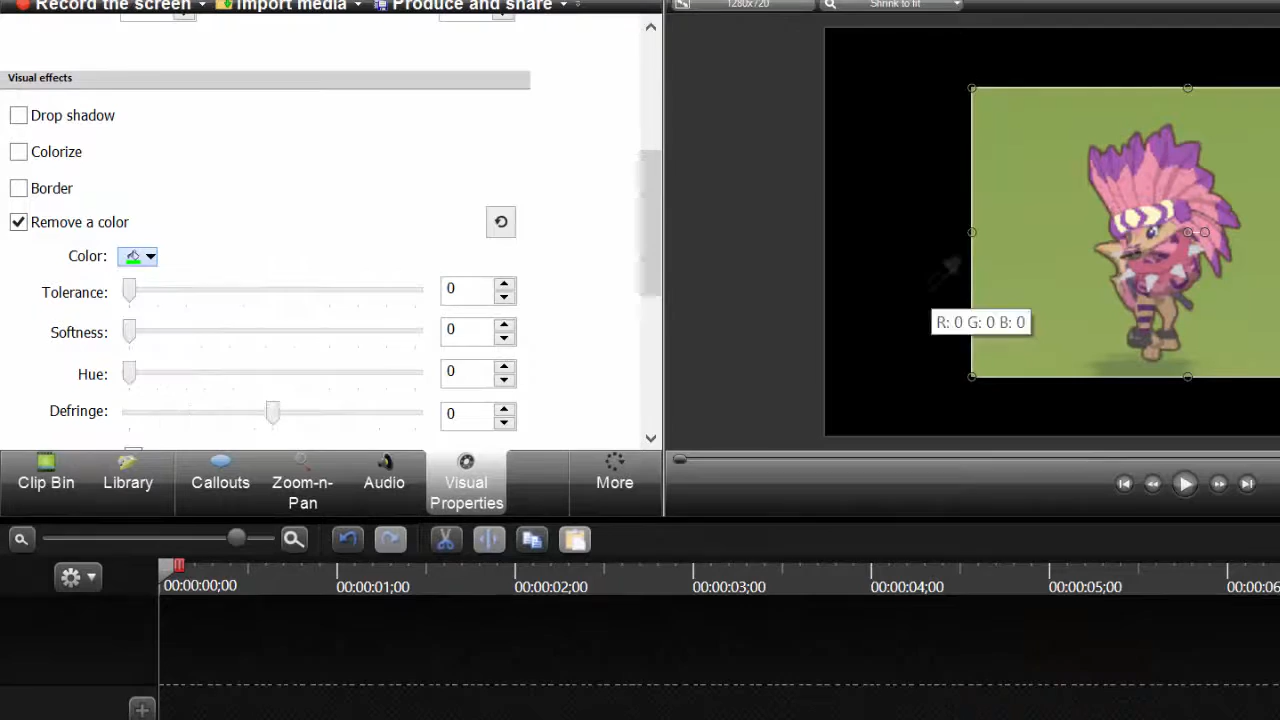 Record the screen Import media Produce and share
1280x720 Shrink to fit
Visual effects
Drop shadow
Colorize
Border
Remove a color
Color:
Tolerance: 0
Softness: 0
Hue: 0
Defringe: 0
R: 0 G: 0 B: 0
Clip Bin Library Callouts Zoom-n-Pan Audio Visual Properties More
00:00:00;00 00:00:01;00 00:00:02;00 00:00:03;00 00:00:04;00 00:00:05;00 00:00:06